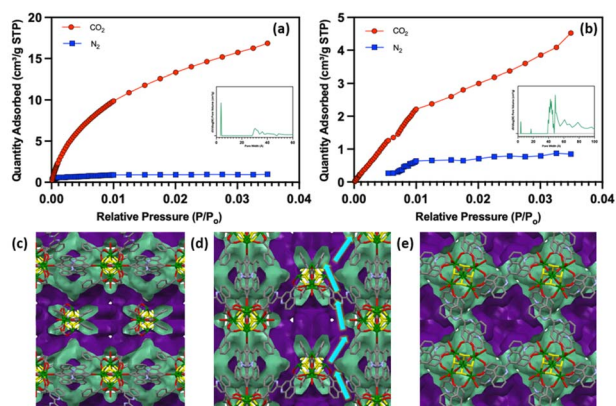 (a)
CO₂
N₂
Quantity Adsorbed (cm³/g STP)
20
15
10
5
0
0.00
0.01
0.02
0.03
0.04
Relative Pressure (P/P₀)
(b)
CO₂
N₂
Quantity Adsorbed (cm³/g STP)
5
4
3
2
1
0
0.00
0.01
0.02
0.03
0.04
Relative Pressure (P/P₀)
(c)
(d)
(e)